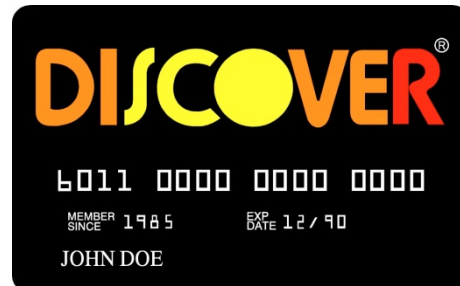 DISCOVER®
6011 0000 0000 0000
MEMBER SINCE 1985 EXP DATE 12/90
JOHN DOE